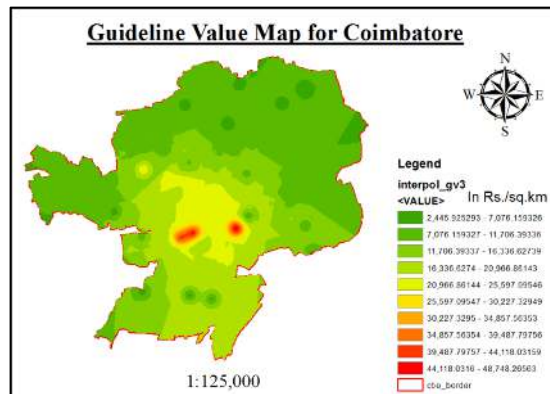 Guideline Value Map for Coimbatore
N
W E
S
Legend
interpol_gv3
<VALUE> In Rs./sq.km
2,445.925293 - 7,076.159326
7,076.159327 - 11,706.39336
11,706.39337 - 16,336.62739
16,336.6274 - 20,966.86143
20,966.86144 - 25,597.09546
25,597.09547 - 30,227.32949
30,227.3295 - 34,857.56353
34,857.56354 - 39,487.79756
39,487.79757 - 44,118.03159
44,118.0316 - 48,748.26563
cbe_border
1:125,000